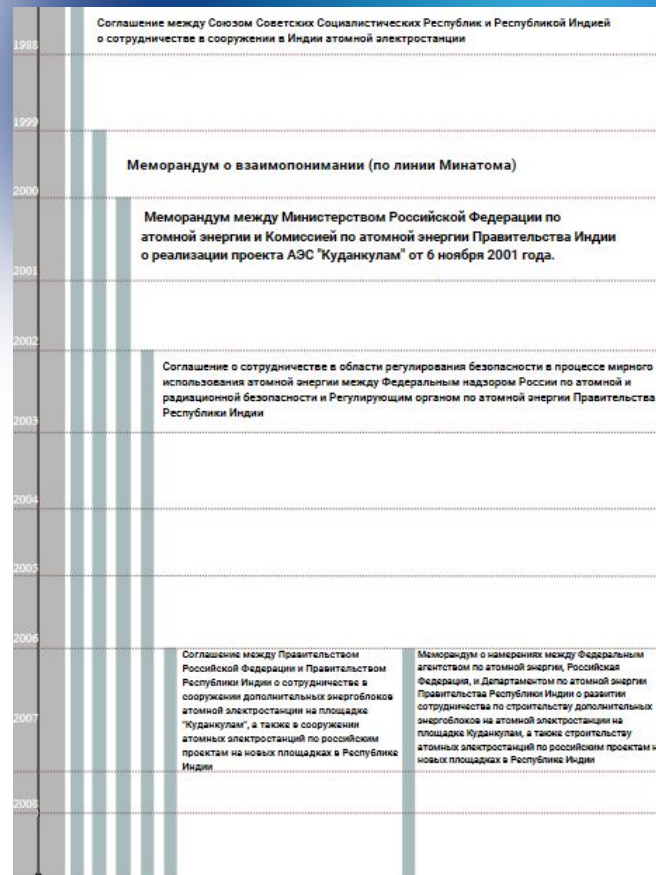 Соглашение между Союзом Советских Социалистических Республик и Республикой Индией
о сотрудничестве в сооружении в Индии атомной электростанции
1988
1999
Меморандум о взаимопонимании (по линии Минатома)
2000
Меморандум между Министерством Российской Федерации по
атомной энергии и Комиссией по атомной энергии Правительства Индии
о реализации проекта АЭС "Куданкулам" от 6 ноября 2001 года.
2001
2002
Соглашение о сотрудничестве в области регулирования безопасности в процессе мирного
использования атомной энергии между Федеральным надзором России по атомной и
радиационной безопасности и Регулирующим органом по атомной энергии Правительства
Республики Индии
2003
2004
2005
2006
Соглашение между Правительством
Российской Федерации и Правительством
Республики Индии о сотрудничестве в
сооружении дополнительных энергоблоков
атомной электростанции на площадке
"Куданкулам", а также в сооружении
атомных электростанций по российским
проектам на новых площадках в Республике
Индии
Меморандум о намерениях между Федеральным
агентством по атомной энергии, Российская
Федерация, и Департаментом по атомной энергии
Правительства Республики Индии о развитии
сотрудничества по строительству дополнительных
энергоблоков на атомной электростанции на
площадке Куданкулам, а также строительству
атомных электростанций по российским проектам н
новых площадках в Республике Индии
2007
2008